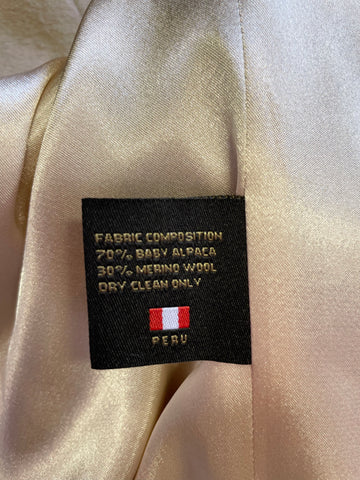 FABRIC COMPOSITION
70% BABY ALPACA
30% MERINO WOOL
DRY CLEAN ONLY
PERU